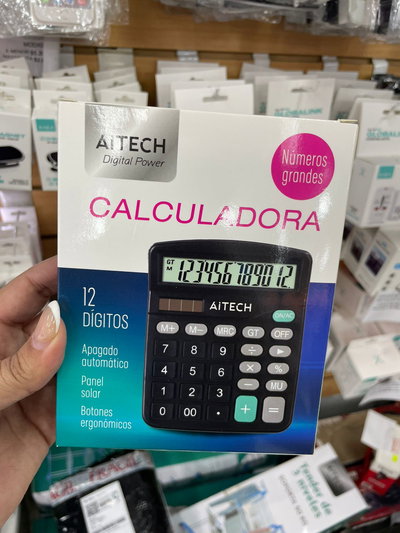 AiTECH
Digital Power
Números
grandes
CALCULADORA
GT
M
123456789012
AiTECH
ON/AC
M+ M− MRC GT OFF
7 8 9 ÷ ▶
4 5 6 × %
1 2 3 − MU
0 00 • + =
12
DÍGITOS
Apagado
automático
Panel
solar
Botones
ergonómicos